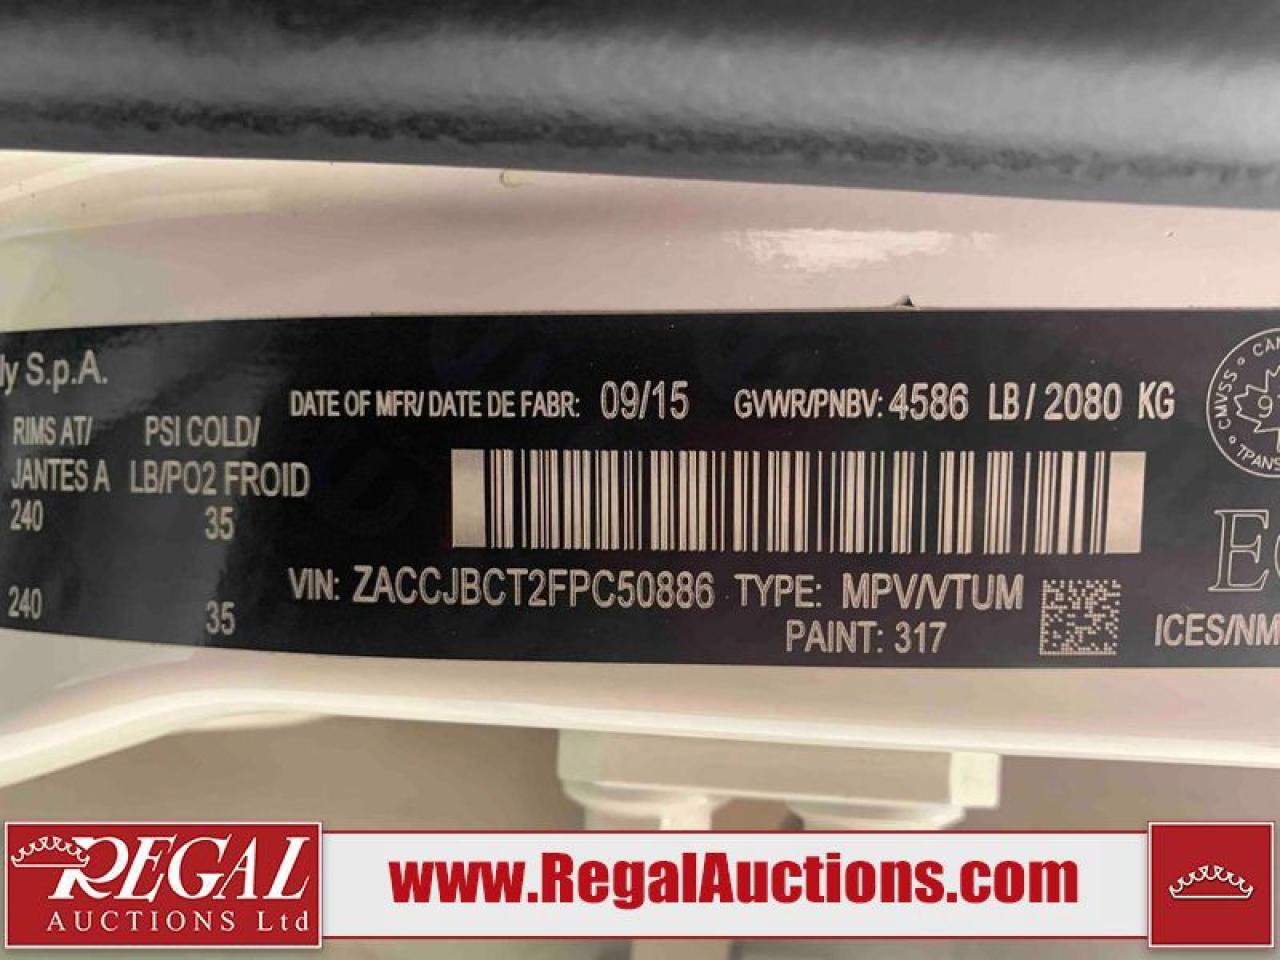 ly S.p.A.
DATE OF MFR/ DATE DE FABR: 09/15 GVWR/PNBV: 4586 LB / 2080 KG
RIMS AT/ PSI COLD/
JANTES A LB/PO2 FROID
240 35
240 35
VIN: ZACCJBCT2FPC50886 TYPE: MPV/VTUM
PAINT: 317
CMVSS
9
ICES/NM
REGAL
AUCTIONS Ltd
www.RegalAuctions.com